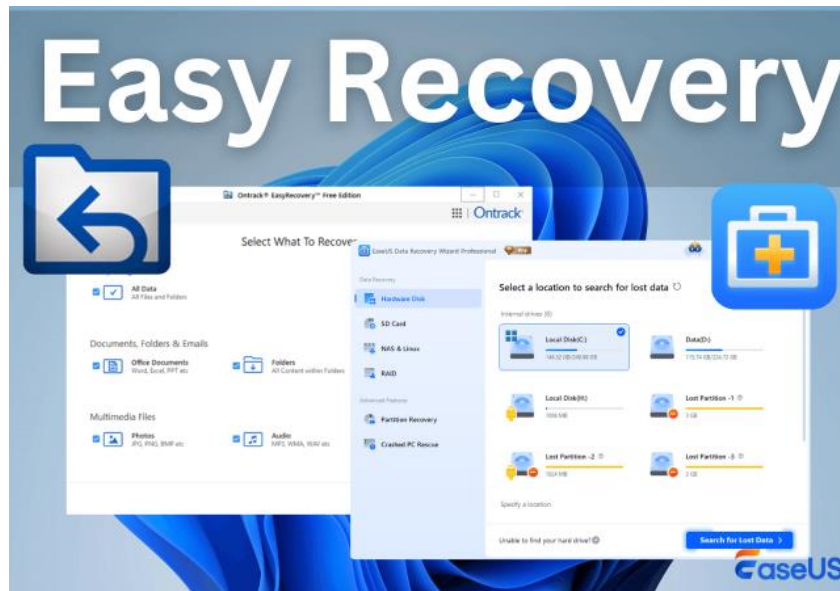 Easy Recovery
Ontrack® EasyRecovery™ Free Edition
Ontrack
Select What To Recover
All Data
All Files and Folders
Documents, Folders & Emails
Office Documents
Word, Excel, PPT etc
Folders
All Content within Folders
Multimedia Files
Photos
JPG, PNG, BMP etc
Audio
MP3, WMA, WAV etc
EaseUS Data Recovery Wizard Professional
Data Recovery
Hardware Disk
SD Card
NAS & Linux
RAID
Advanced Features
Partition Recovery
Crashed PC Rescue
Select a location to search for lost data
Internal drives (6)
Local Disk(C:)
Data(D:)
Local Disk(H:)
Lost Partition -1
3 GB
Lost Partition -2
Lost Partition -3
Specify a location
Unable to find your hard drive?
Search for Lost Data
EaseUS